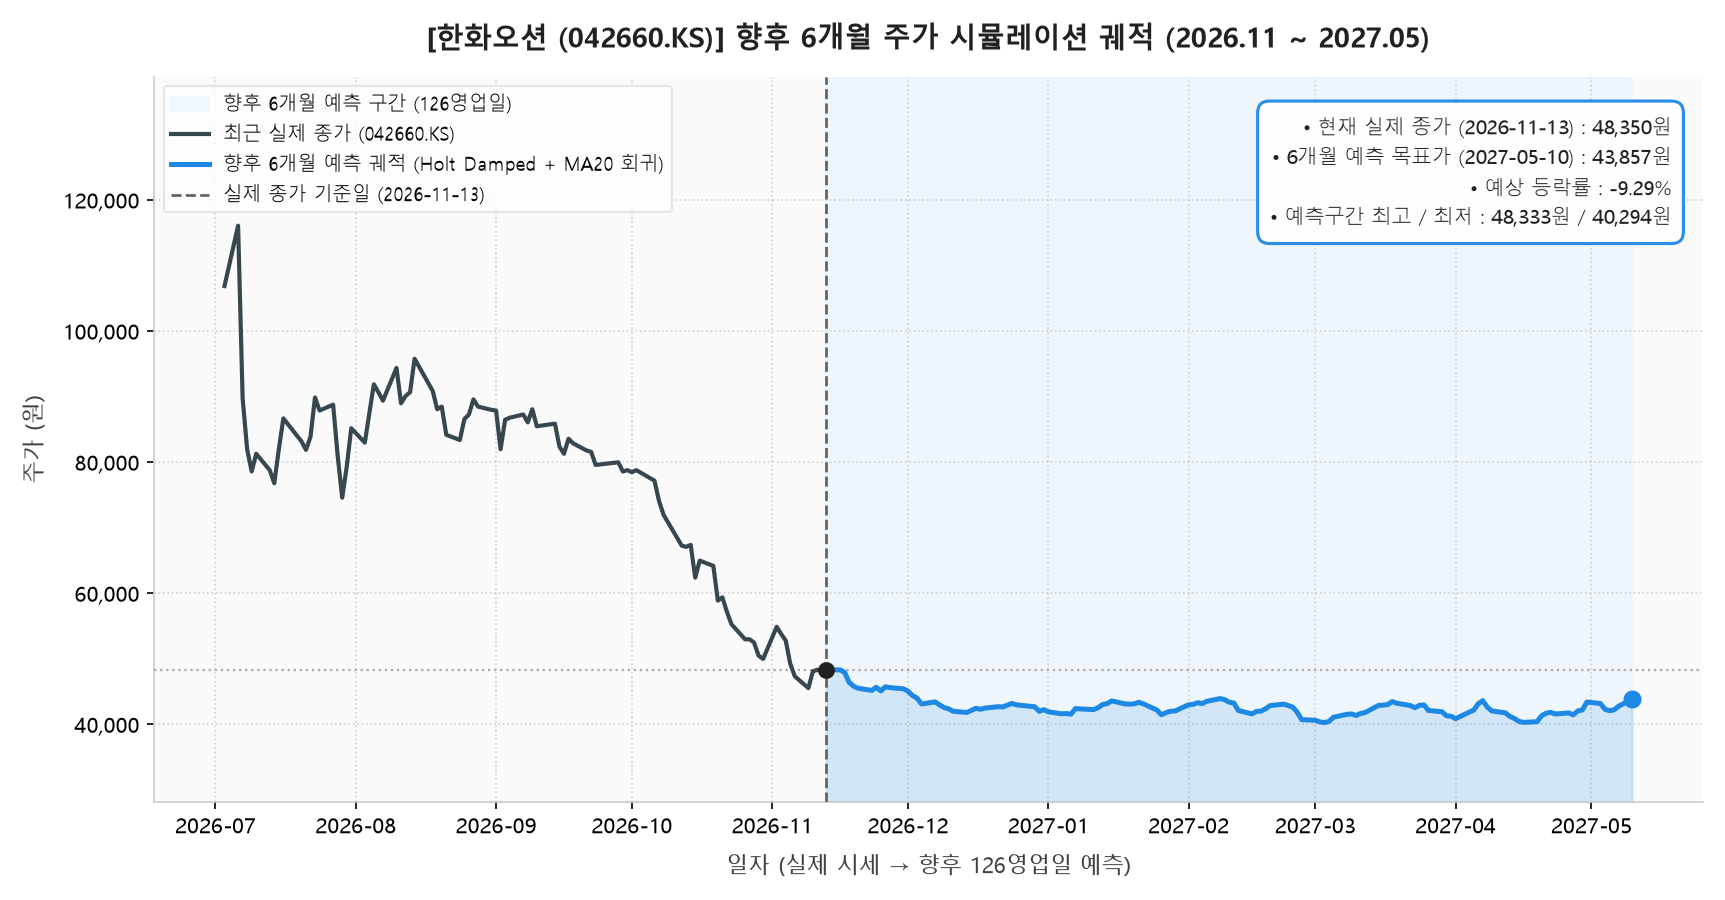 [한화오션 (042660.KS)] 향후 6개월 주가 시뮬레이션 궤적 (2026.11 ~ 2027.05)
향후 6개월 예측 구간 (126영업일)
최근 실제 종가 (042660.KS)
향후 6개월 예측 궤적 (Holt Damped + MA20 회귀)
실제 종가 기준일 (2026-11-13)
• 현재 실제 종가 (2026-11-13) : 48,350원
• 6개월 예측 목표가 (2027-05-10) : 43,857원
• 예상 등락률 : -9.29%
• 예측구간 최고 / 최저 : 48,333원 / 40,294원
주가 (원)
120,000
100,000
80,000
60,000
40,000
2026-07
2026-08
2026-09
2026-10
2026-11
2026-12
2027-01
2027-02
2027-03
2027-04
2027-05
일자 (실제 시세 → 향후 126영업일 예측)